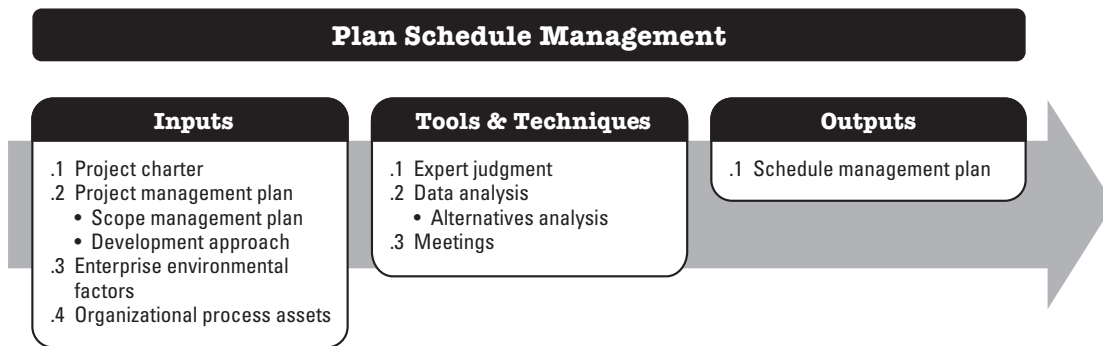 Plan Schedule Management
Inputs
.1 Project charter
.2 Project management plan
• Scope management plan
• Development approach
.3 Enterprise environmental
factors
.4 Organizational process assets
Tools & Techniques
.1 Expert judgment
.2 Data analysis
• Alternatives analysis
.3 Meetings
Outputs
.1 Schedule management plan